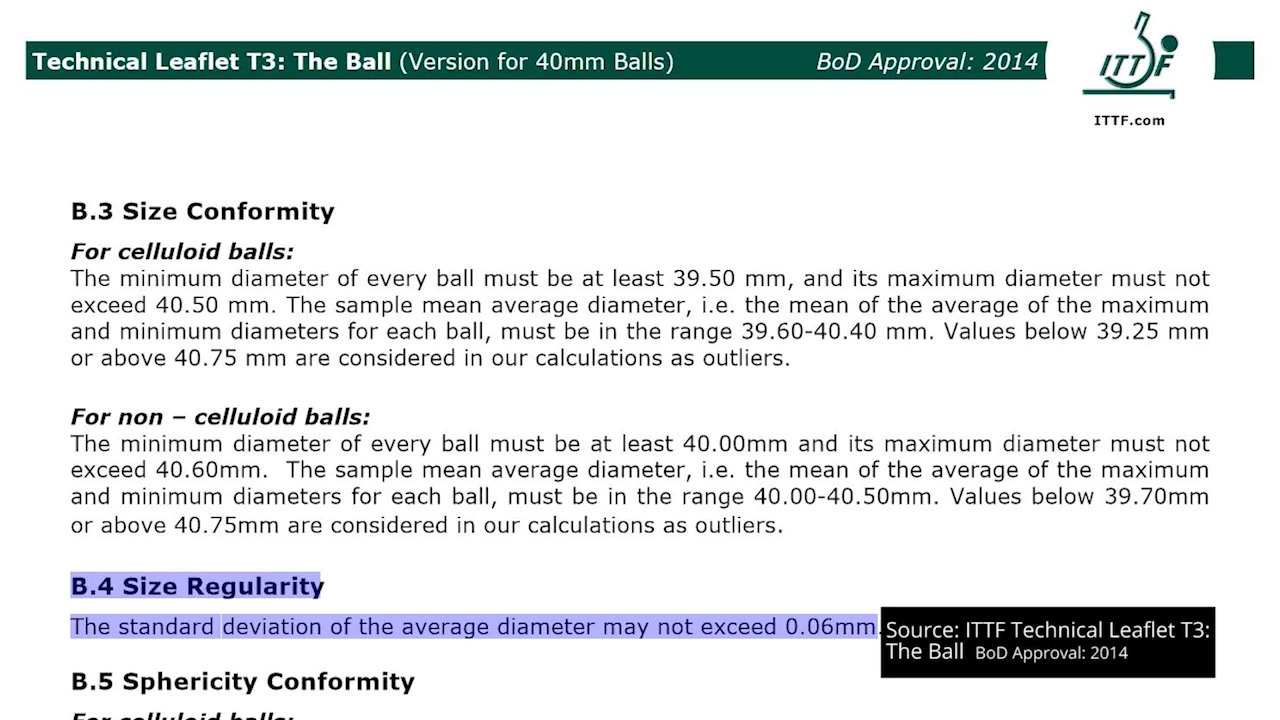 Technical Leaflet T3: The Ball (Version for 40mm Balls) BoD Approval: 2014
ITTF
ITTF.com
B.3 Size Conformity
For celluloid balls:
The minimum diameter of every ball must be at least 39.50 mm, and its maximum diameter must not
exceed 40.50 mm. The sample mean average diameter, i.e. the mean of the average of the maximum
and minimum diameters for each ball, must be in the range 39.60-40.40 mm. Values below 39.25 mm
or above 40.75 mm are considered in our calculations as outliers.
For non – celluloid balls:
The minimum diameter of every ball must be at least 40.00mm and its maximum diameter must not
exceed 40.60mm. The sample mean average diameter, i.e. the mean of the average of the maximum
and minimum diameters for each ball, must be in the range 40.00-40.50mm. Values below 39.70mm
or above 40.75mm are considered in our calculations as outliers.
B.4 Size Regularity
The standard deviation of the average diameter may not exceed 0.06mm.
Source: ITTF Technical Leaflet T3:
The Ball BoD Approval: 2014
B.5 Sphericity Conformity
For celluloid balls: